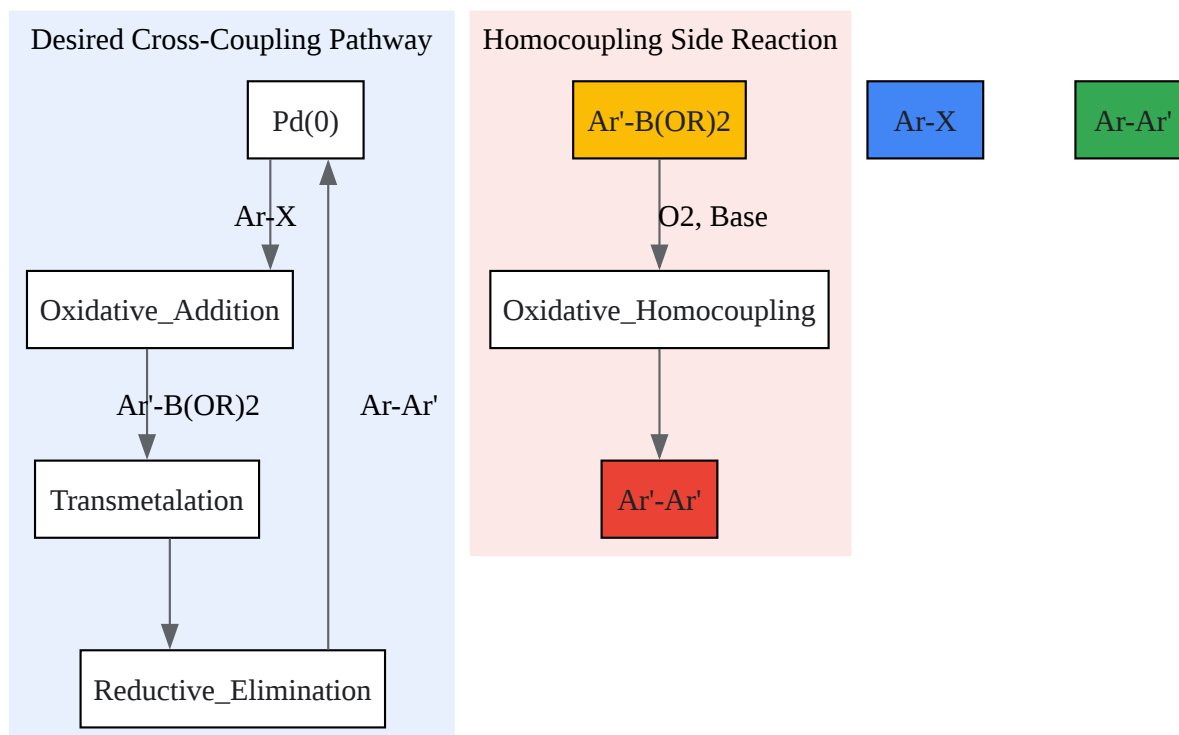 Desired Cross-Coupling Pathway
Homocoupling Side Reaction
Pd(0)
Ar'-B(OR)2
Ar-X
Ar-Ar'
Ar-X
O2, Base
Oxidative_Addition
Oxidative_Homocoupling
Ar'-B(OR)2
Ar-Ar'
Transmetalation
Ar'-Ar'
Reductive_Elimination